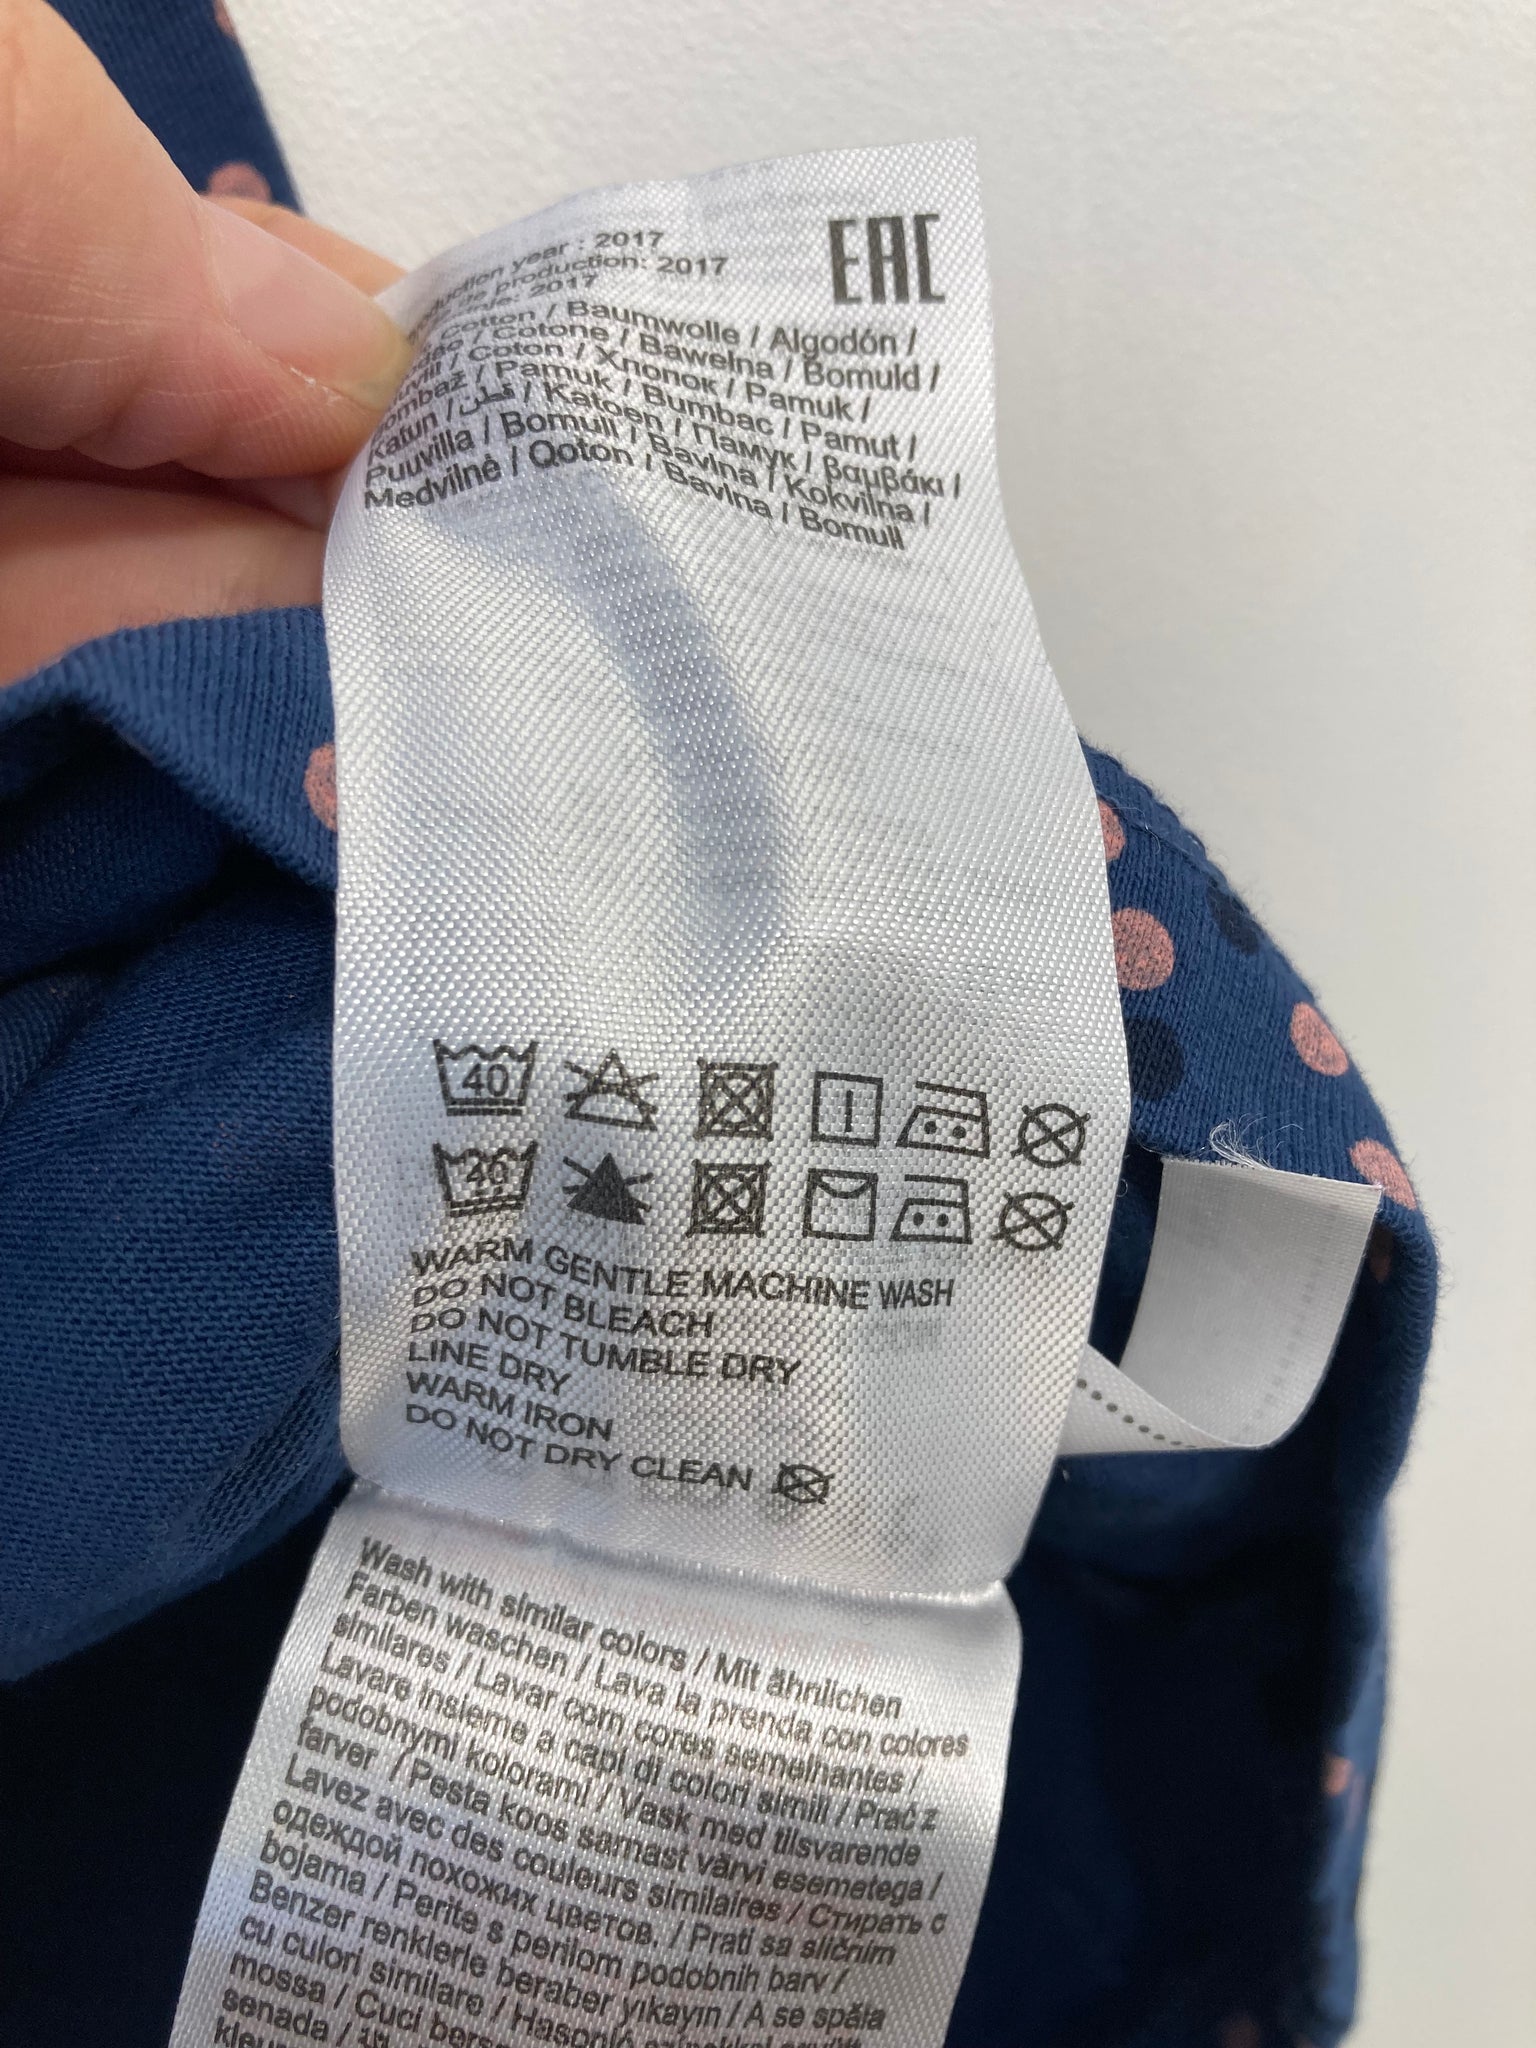 year : 2017
EAC
production: 2017
2017
Cotton / Baumwolle / Algodón /
/ Cotone / Bawełna / Bomuld /
/ Coton / Хлопок / Pamuk /
/ Pamuk / Bumbac / Pamut /
Katun / قطن / Katoen / Памук / βαμβάκι /
Puuvilla / Bomull / Bavlna / Kokvilna /
Medvilnė / Qoton / Bavlna / Bomull
40
40
WARM GENTLE MACHINE WASH
DO NOT BLEACH
DO NOT TUMBLE DRY
LINE DRY
WARM IRON
DO NOT DRY CLEAN
Wash with similar colors / Mit ähnlichen
Farben waschen / Lava la prenda con colores
similares / Lavar com cores semelhantes /
Lavare insieme a capi di colori simili / Prać z
podobnymi kolorami / Vask med tilsvarende
farver / Pesta koos sarnast värvi esemetega /
Lavez avec des couleurs similaires / Стирать с
одеждой похожих цветов. / Prati sa sličnim
bojama / Perite s perilom podobnih barv /
Benzer renklerle beraber yıkayın / A se spăla
cu culori similare / Hasonló
mossa / Cuci
senada /